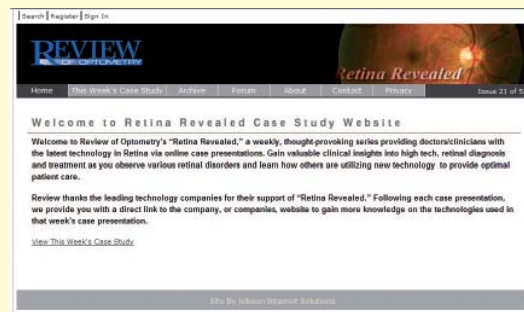 Search | Register | Sign In
REVIEW
OF OPTOMETRY
Retina Revealed
Home This Week's Case Study Archive Forum About Contact Privacy Issue 21 of 5
Welcome to Retina Revealed Case Study Website
Welcome to Review of Optometry's “Retina Revealed,” a weekly, thought-provoking series providing doctors/clinicians with
the latest technology in Retina via online case presentations. Gain valuable clinical insights into high tech, retinal diagnosis
and treatment as you observe various retinal disorders and learn how others are utilizing new technology to provide optimal
patient care.
Review thanks the leading technology companies for their support of “Retina Revealed.” Following each case presentation,
we provide you with a direct link to the company, or companies, website to gain more knowledge on the technologies used in
that week's case presentation.
View This Week's Case Study
Site By Jobson Internet Solutions